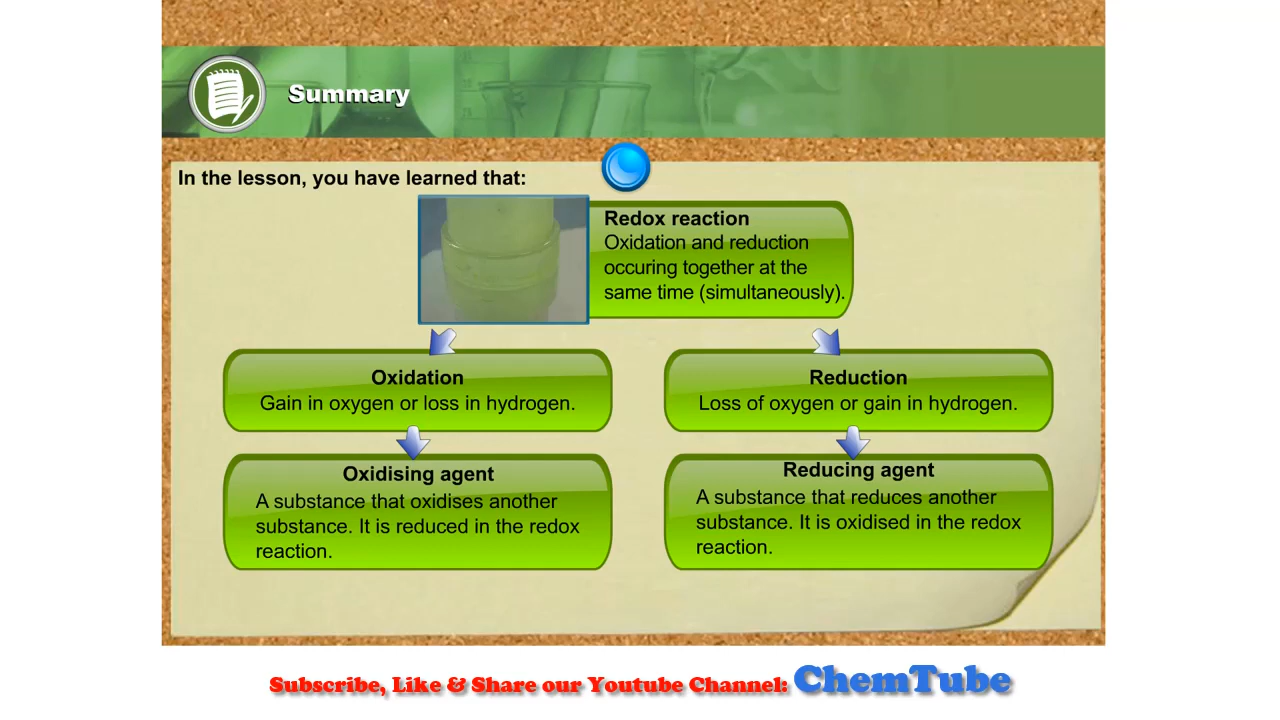 Summary
In the lesson, you have learned that:
Redox reaction
Oxidation and reduction
occuring together at the
same time (simultaneously).
Oxidation
Gain in oxygen or loss in hydrogen.
Reduction
Loss of oxygen or gain in hydrogen.
Oxidising agent
A substance that oxidises another
substance. It is reduced in the redox
reaction.
Reducing agent
A substance that reduces another
substance. It is oxidised in the redox
reaction.
Subscribe, Like & Share our Youtube Channel: ChemTube